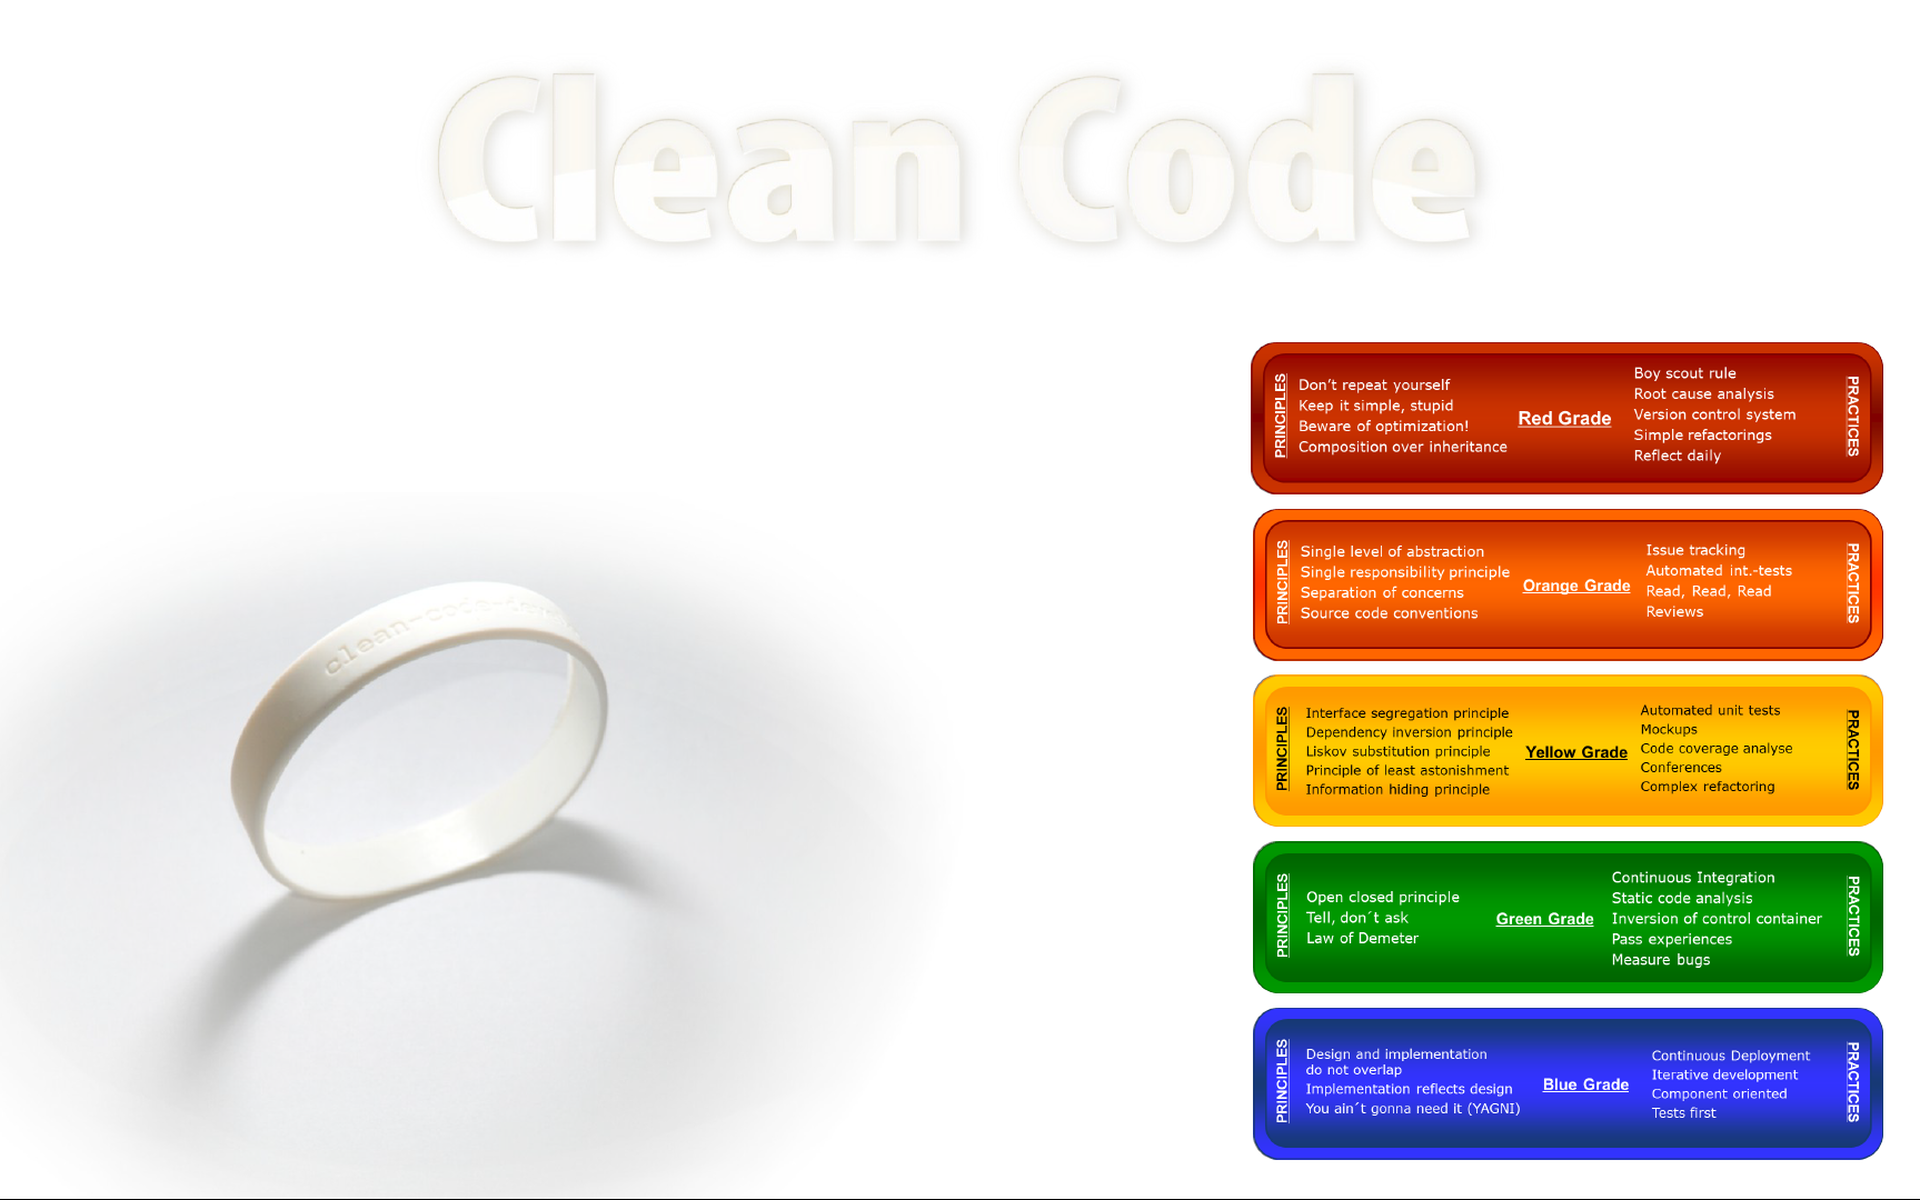 Clean Code
clean-code-
PRINCIPLES
Don't repeat yourself
Keep it simple, stupid
Beware of optimization!
Composition over inheritance
Red Grade
Boy scout rule
Root cause analysis
Version control system
Simple refactorings
Reflect daily
PRACTICES
PRINCIPLES
Single level of abstraction
Single responsibility principle
Separation of concerns
Source code conventions
Orange Grade
Issue tracking
Automated int.-tests
Read, Read, Read
Reviews
PRACTICES
PRINCIPLES
Interface segregation principle
Dependency inversion principle
Liskov substitution principle
Principle of least astonishment
Information hiding principle
Yellow Grade
Automated unit tests
Mockups
Code coverage analyse
Conferences
Complex refactoring
PRACTICES
PRINCIPLES
Open closed principle
Tell, don´t ask
Law of Demeter
Green Grade
Continuous Integration
Static code analysis
Inversion of control container
Pass experiences
Measure bugs
PRACTICES
PRINCIPLES
Design and implementation
do not overlap
Implementation reflects design
You ain´t gonna need it (YAGNI)
Blue Grade
Continuous Deployment
Iterative development
Component oriented
Tests first
PRACTICES